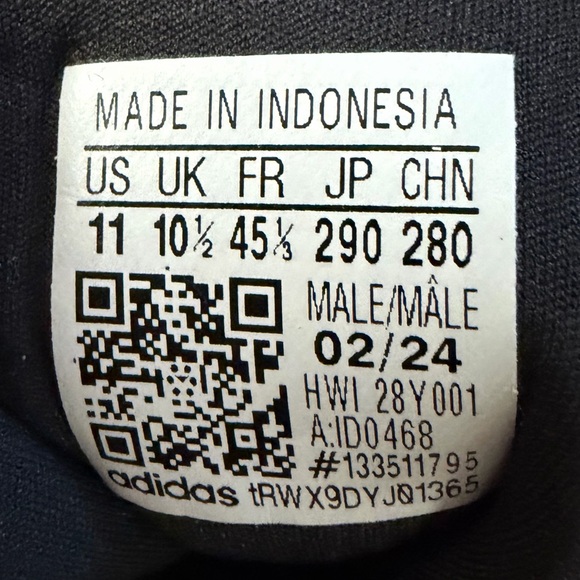 MADE IN INDONESIA
US UK FR JP CHN
11 10½ 45⅓ 290 280
MALE/MÂLE
02/24
HWI 28Y001
A:ID0468
#133511795
adidas tRWX9DYJ01365